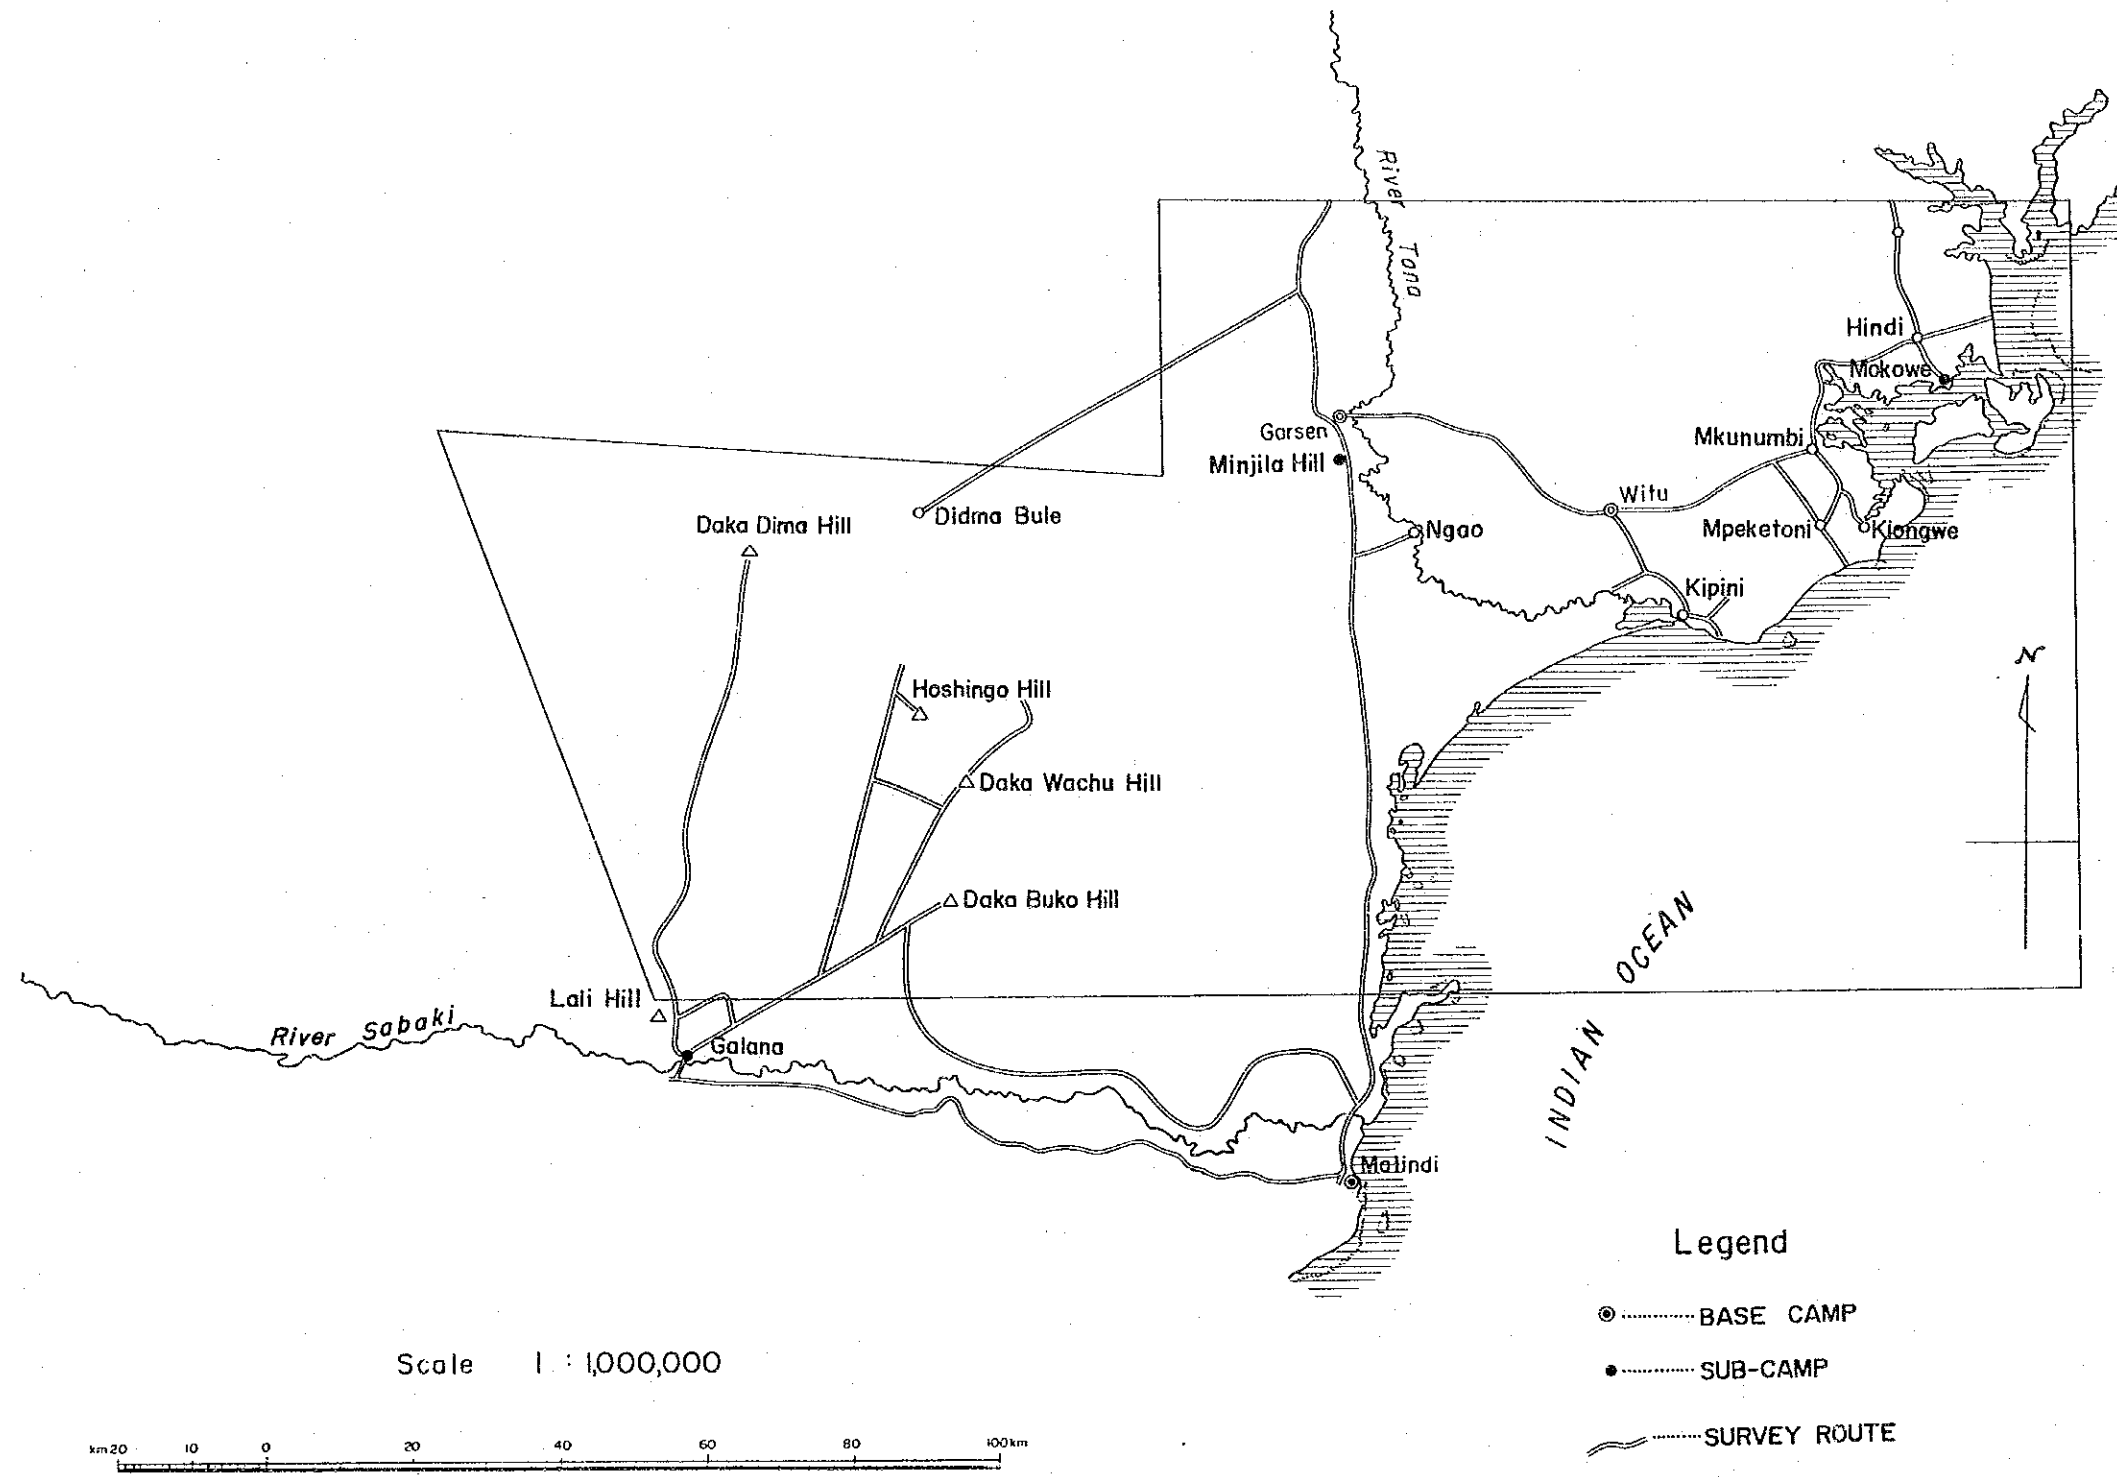 River Tana
Hindi
Mokowe
Garsen
Mkunumbi
Minjila Hill
Witu
Daka Dima Hill
Didma Bule
Ngao
Mpeketoni
Kiongwe
Kipini
N
Hoshingo Hill
Daka Wachu Hill
Daka Buko Hill
INDIAN OCEAN
Lali Hill
River Sabaki
Galana
Malindi
Legend
BASE CAMP
SUB-CAMP
SURVEY ROUTE
Scale 1 : 1,000,000
km 20 10 0 20 40 60 80 100 km